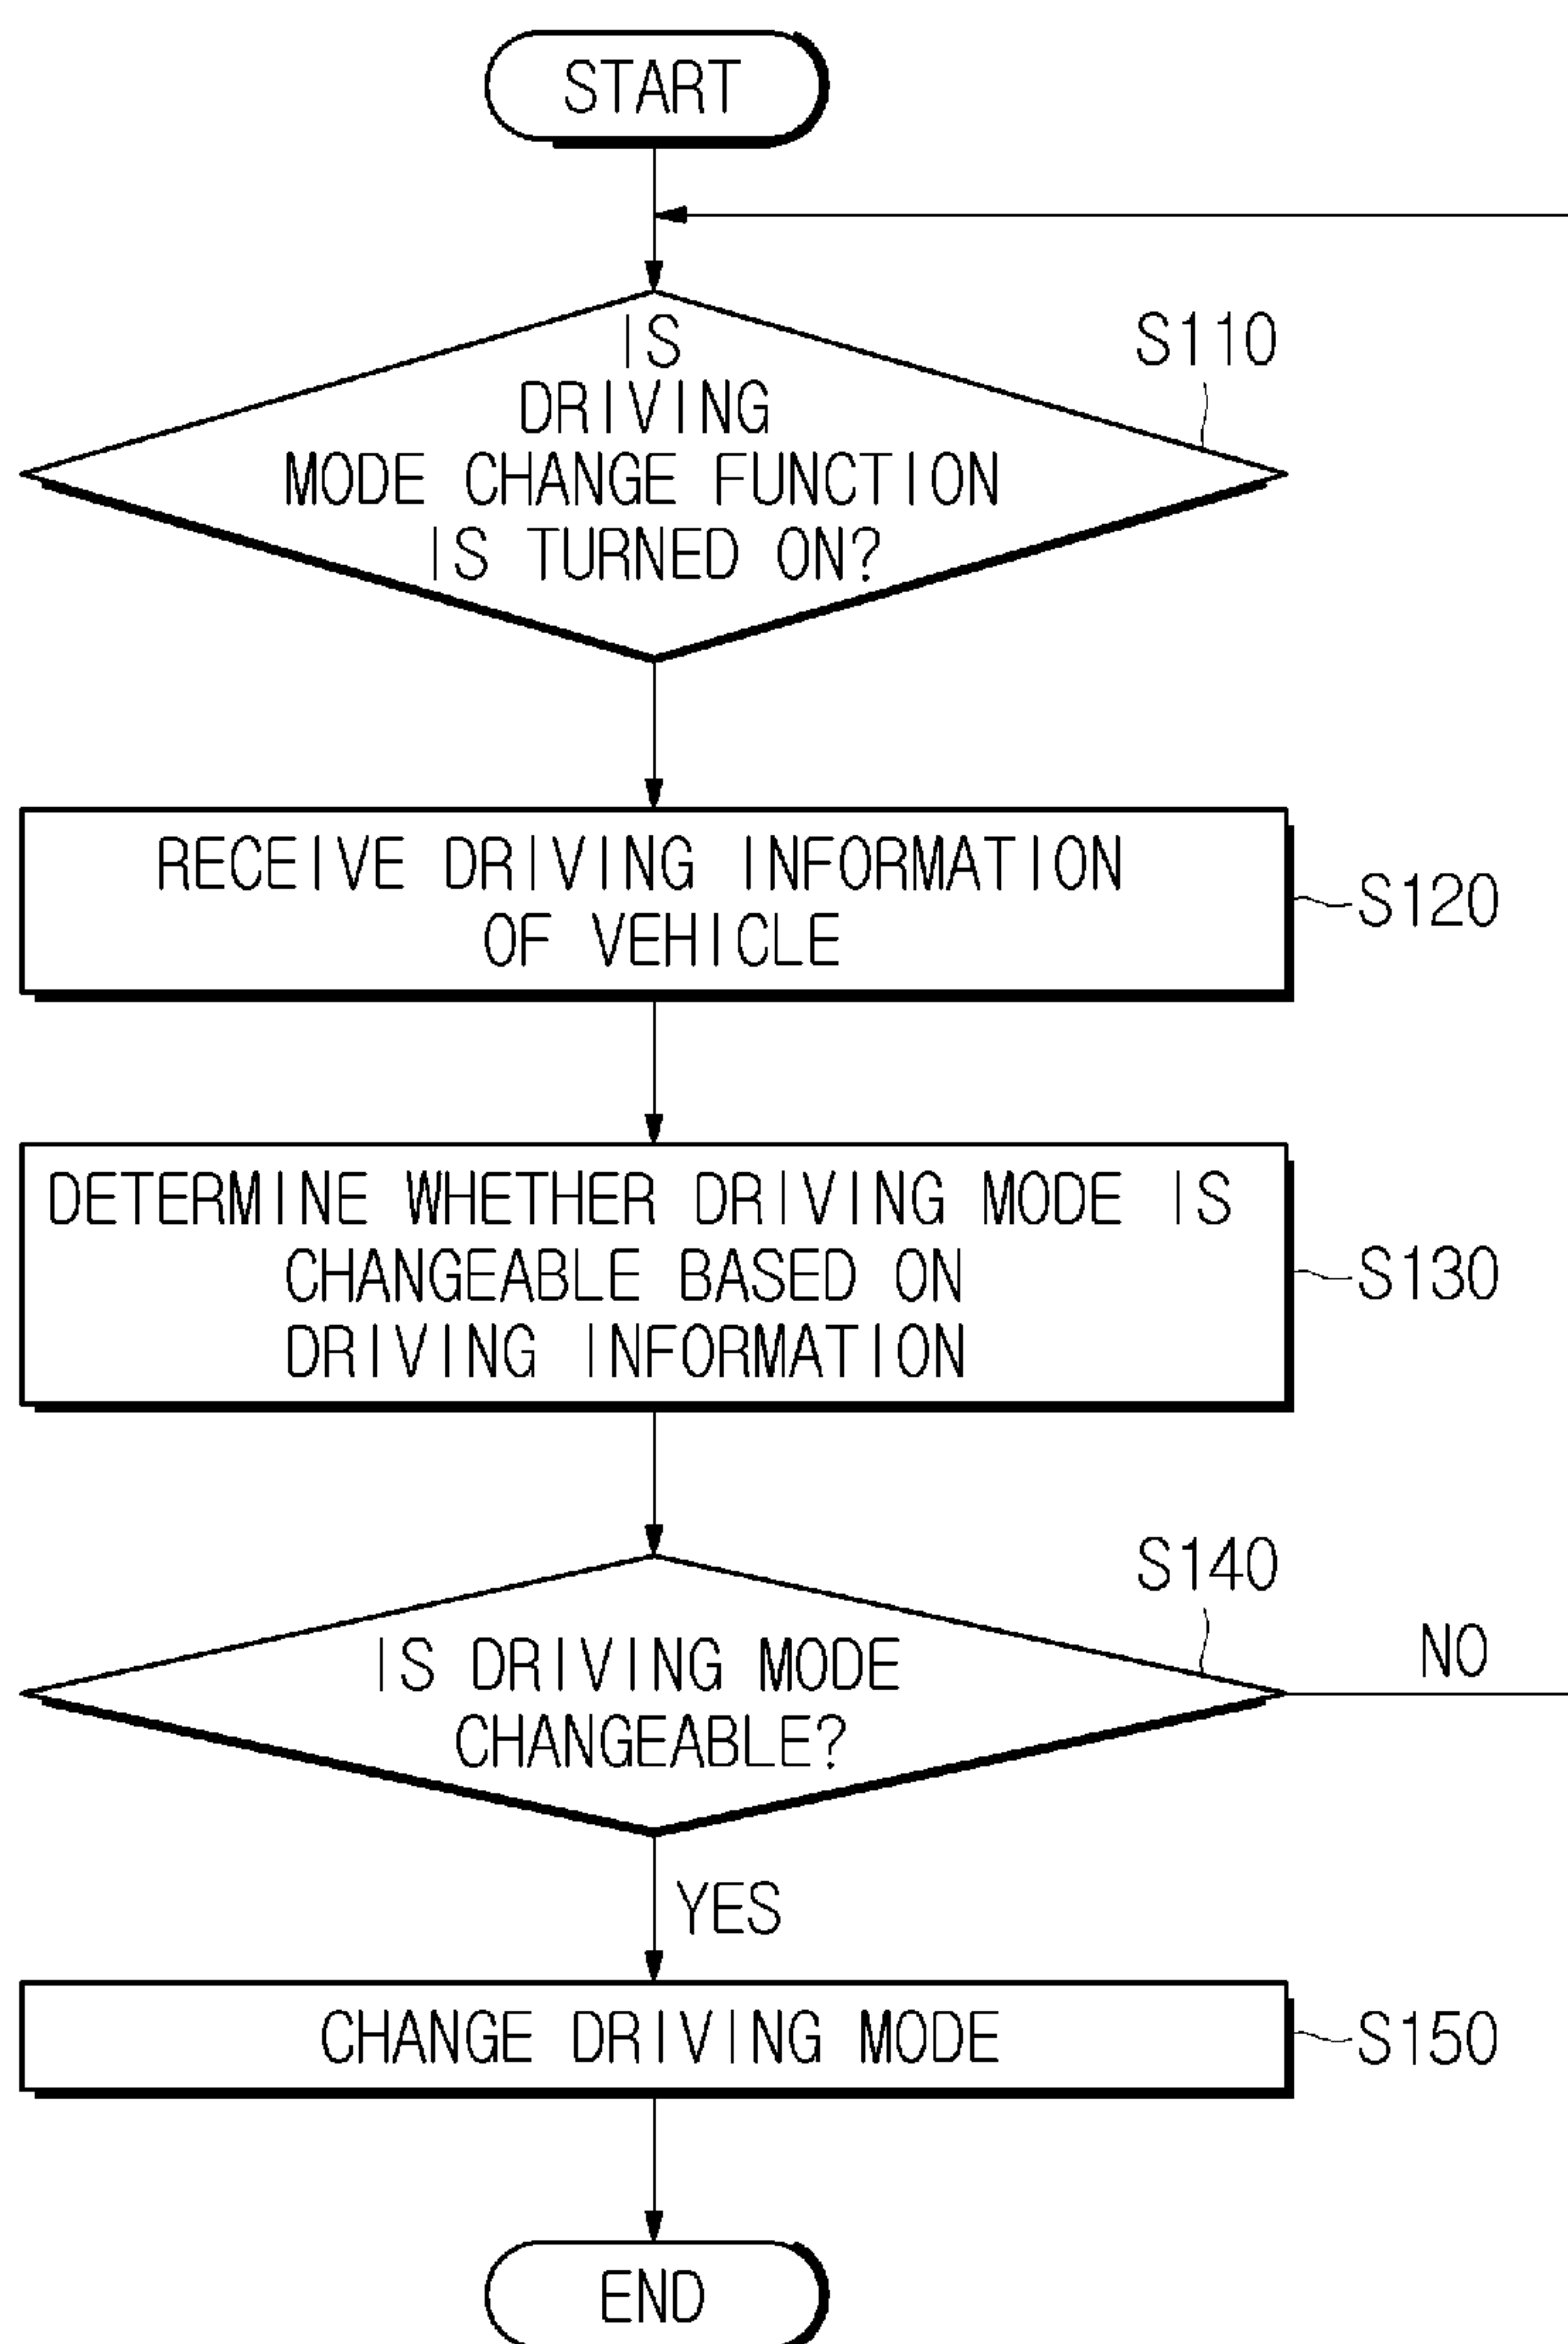 START
IS
DRIVING
MODE CHANGE FUNCTION
IS TURNED ON?
S110
RECEIVE DRIVING INFORMATION
OF VEHICLE
S120
DETERMINE WHETHER DRIVING MODE IS
CHANGEABLE BASED ON
DRIVING INFORMATION
S130
S140
IS DRIVING MODE
CHANGEABLE?
NO
YES
CHANGE DRIVING MODE
S150
END